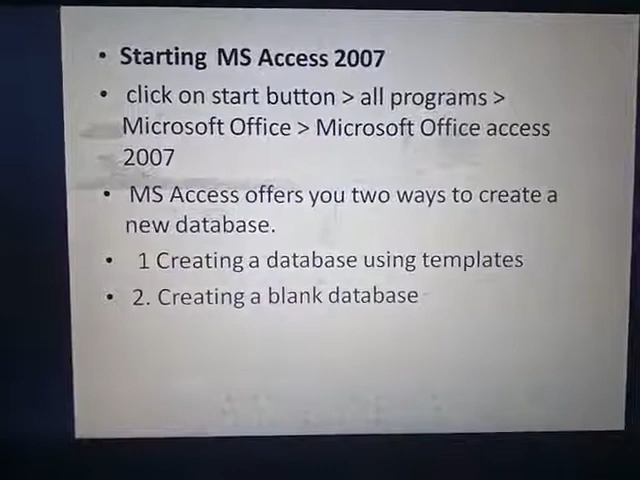 • Starting MS Access 2007
• click on start button > all programs >
Microsoft Office > Microsoft Office access
2007
• MS Access offers you two ways to create a
new database.
• 1 Creating a database using templates
• 2. Creating a blank database